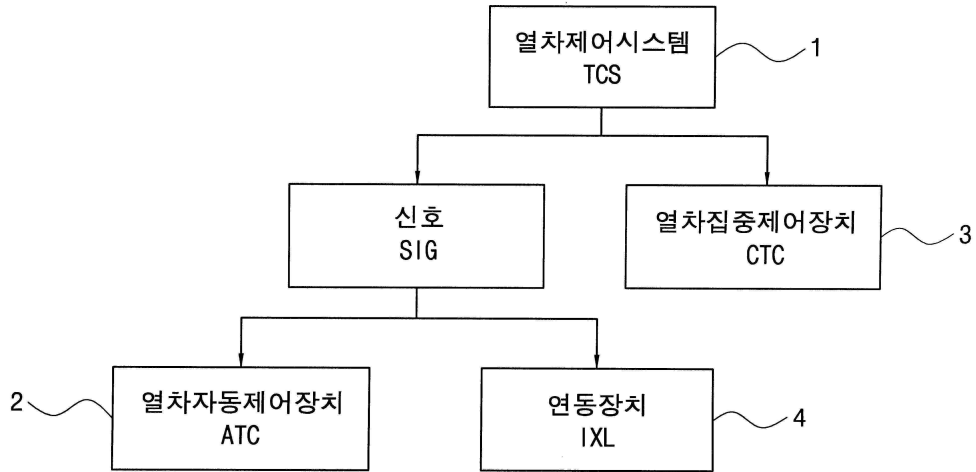 열차제어시스템
TCS
1
신호
SIG
열차집중제어장치
CTC
3
2
열차자동제어장치
ATC
연동장치
IXL
4